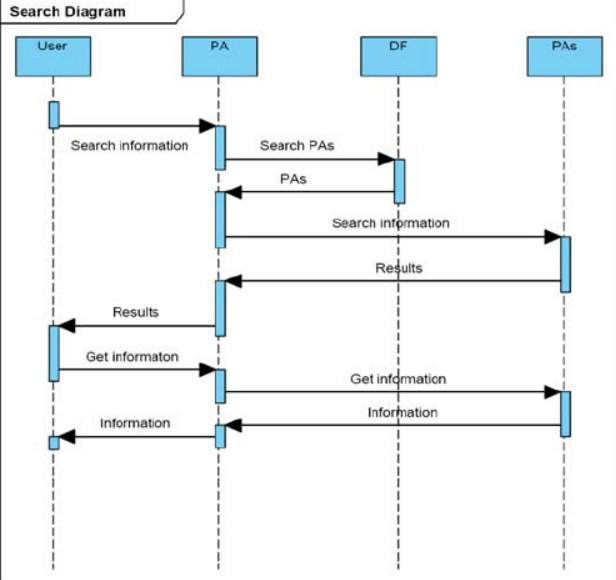 Search Diagram
User
PA
DF
PAs
Search information
Search PAs
PAs
Search information
Results
Results
Get informaton
Get information
Information
Information